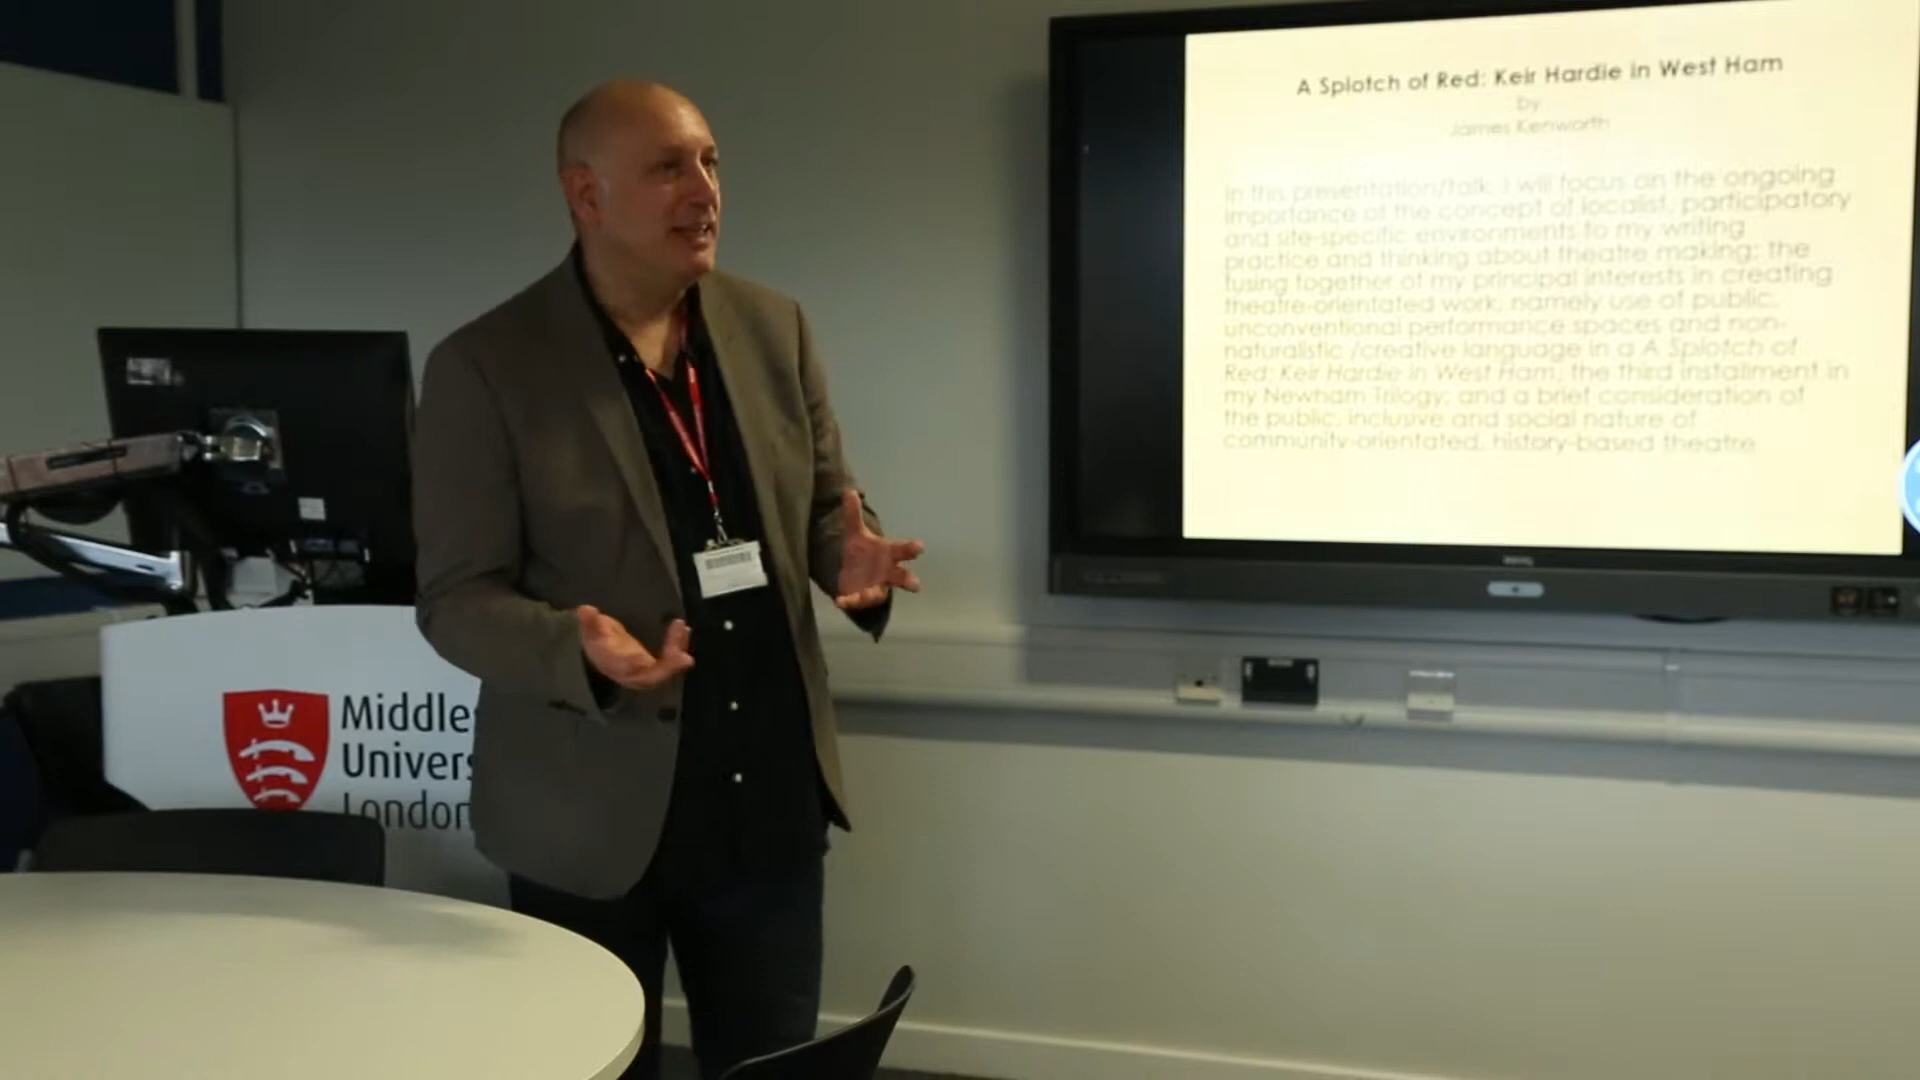 A Splotch of Red: Keir Hardie in West Ham
by
James Kenworth
In this presentation/talk, I will focus on the ongoing
importance of the concept of localist, participatory
and site-specific environments to my writing
practice and thinking about theatre making: the
fusing together of my principal interests in creating
theatre-orientated work, namely use of public,
unconventional performance spaces and non-
naturalistic /creative language in a A Splotch of
Red: Keir Hardie in West Ham, the third installment in
my Newham Trilogy; and a brief consideration of
the public, inclusive and social nature of
community-orientated, history-based theatre
Middle
Univers
London